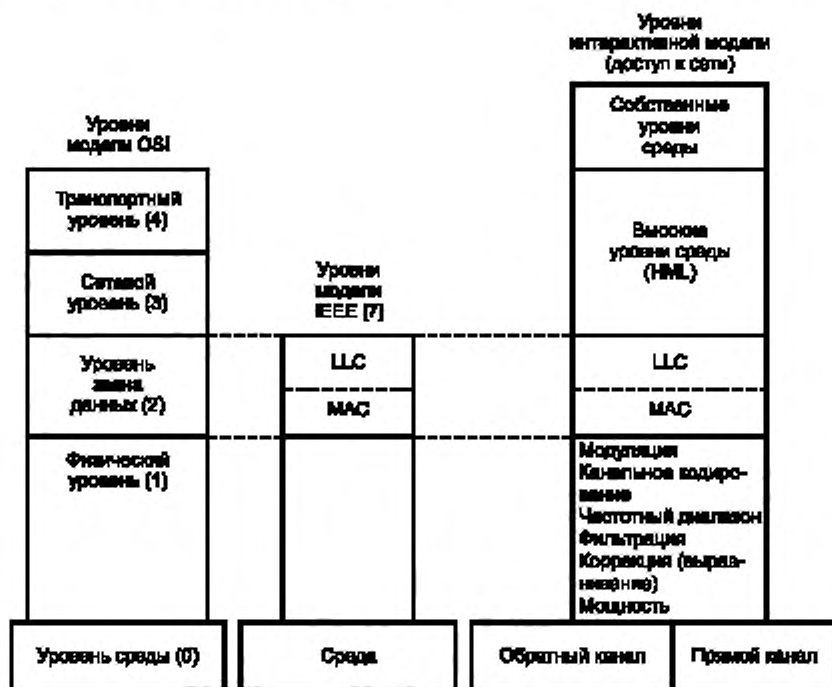 Уровни
интерактивной модели
(доступ к сети)
Собственные
уровни
среды
Уровни
модели OSI
Транспортный
уровень (4)
Высокие
уровни среды
(HML)
Сетевой
уровень (3)
Уровни
модели
IEEE [7]
Уровень
звена
данных (2)
LLC
MAC
LLC
MAC
Физический
уровень (1)
Модуляция
Канальное кодиро-
вание
Частотный диапазон
Фильтрация
Коррекция (вырав-
нивание)
Мощность
Уровень среды (0)
Среда
Обратный канал
Прямой канал